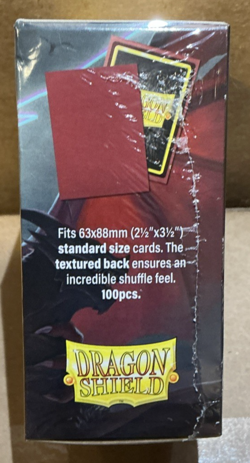 DRAGON
SHIELD
Fits 63x88mm (2½"x3½")
standard size cards. The
textured back ensures an
incredible shuffle feel.
100pcs.
DRAGON
SHIELD